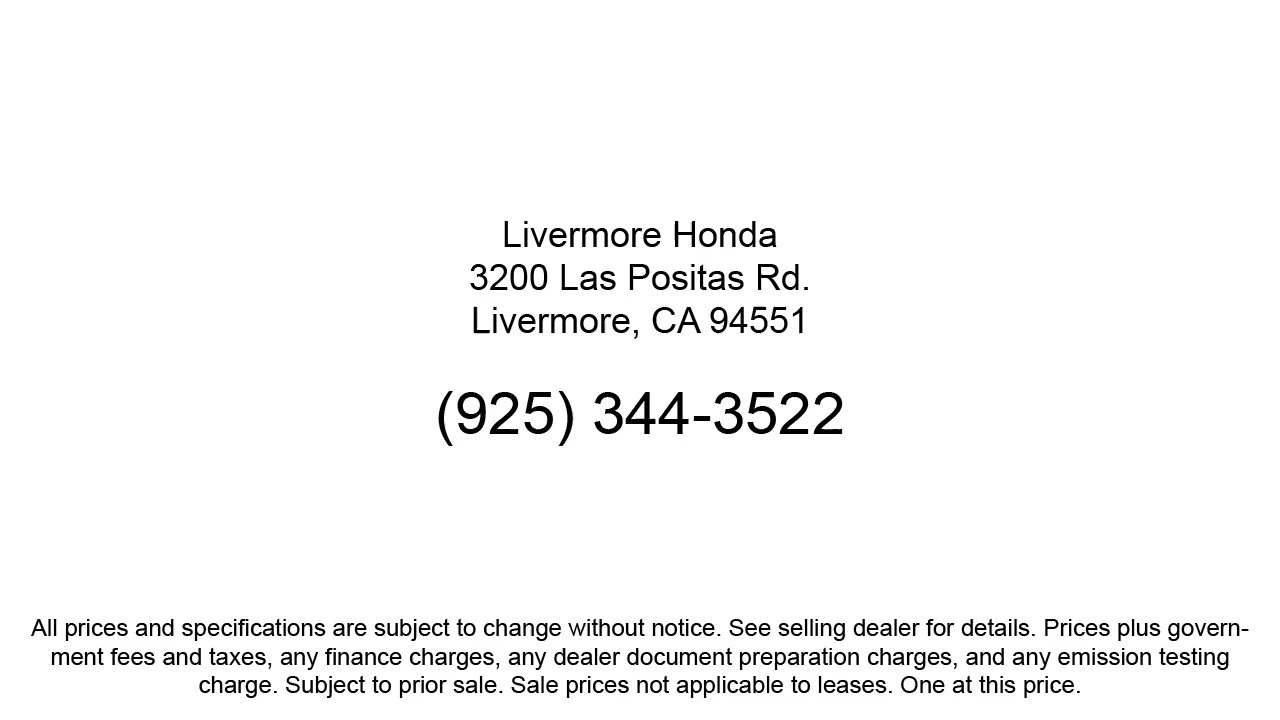 Livermore Honda
3200 Las Positas Rd.
Livermore, CA 94551
(925) 344-3522
All prices and specifications are subject to change without notice. See selling dealer for details. Prices plus govern-
ment fees and taxes, any finance charges, any dealer document preparation charges, and any emission testing
charge. Subject to prior sale. Sale prices not applicable to leases. One at this price.